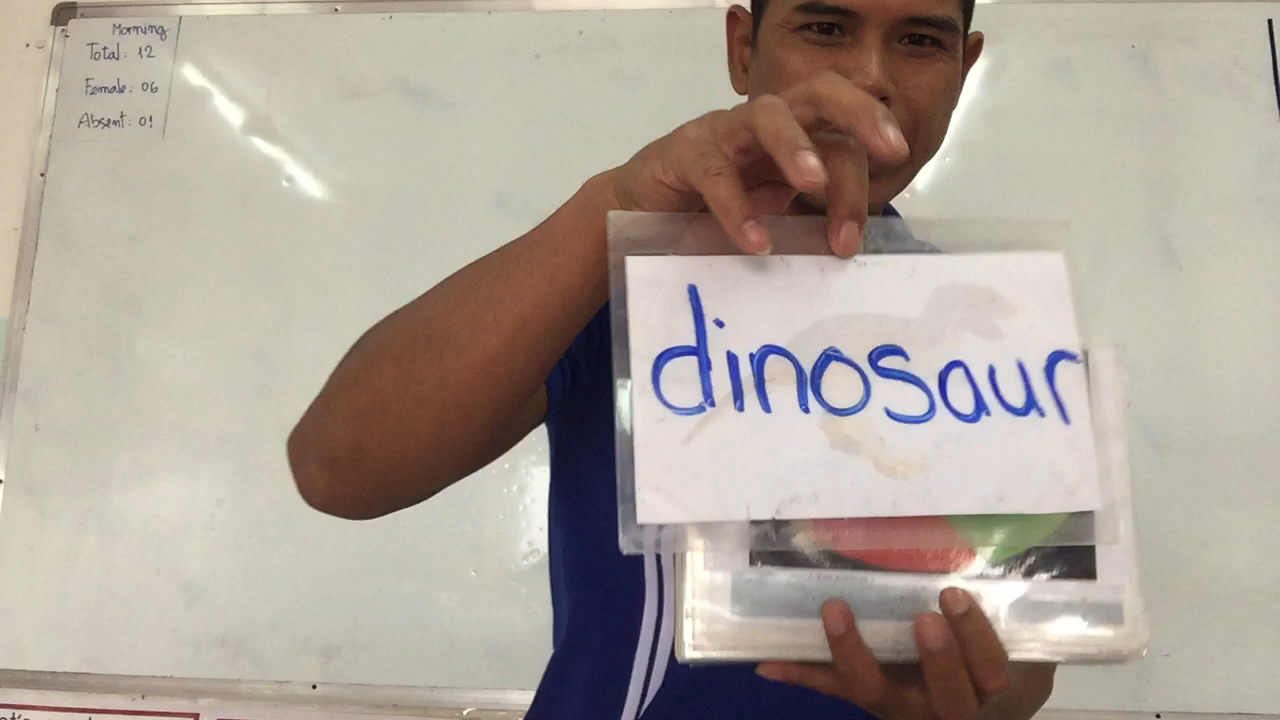 Morning
Total: 12
Female: 06
Absent: 01
dinosaur